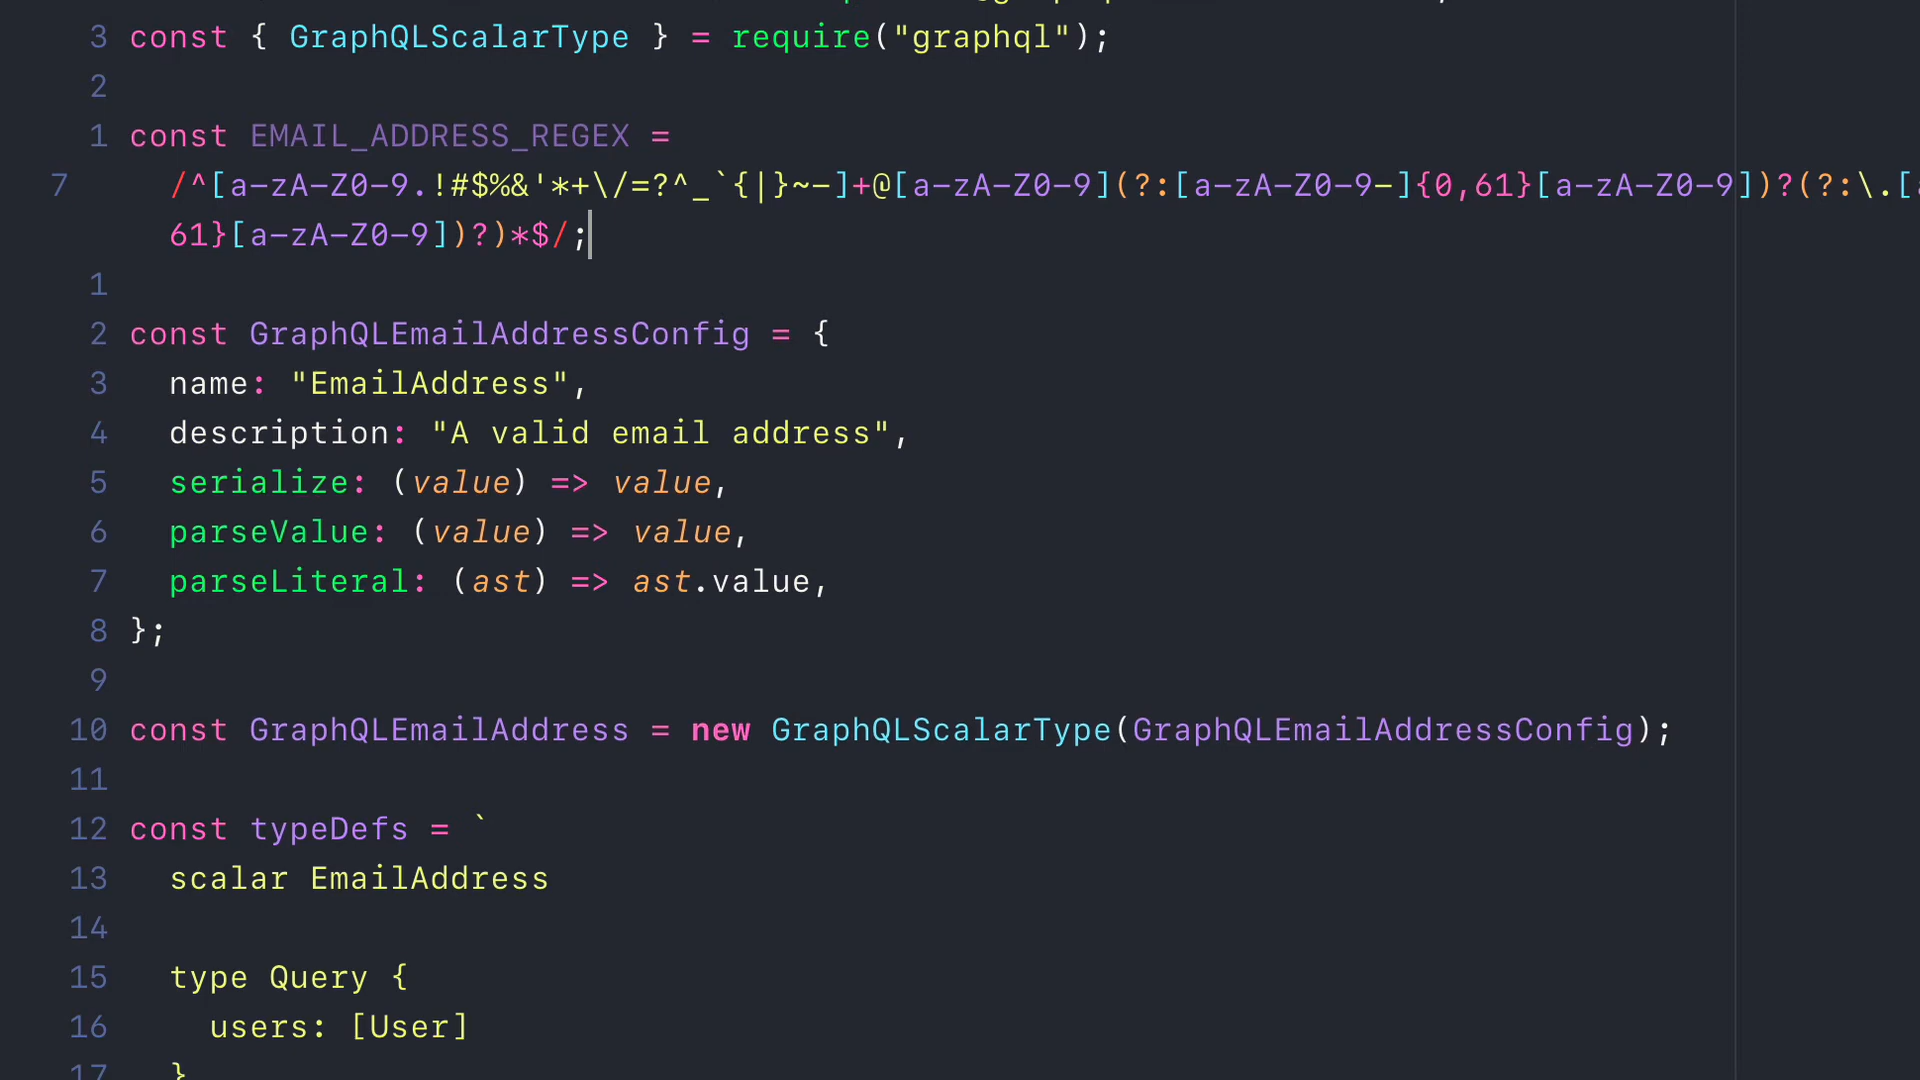 3 const { GraphQLScalarType } = require("graphql");
2
1 const EMAIL_ADDRESS_REGEX =
7 /^[a-zA-Z0-9.!#$%&'*+\/=?^_`{|}~-]+@[a-zA-Z0-9](?:[a-zA-Z0-9-]{0,61}[a-zA-Z0-9])?(?:\.[
61}[a-zA-Z0-9])?)*$/;
1
2 const GraphQLEmailAddressConfig = {
3 name: "EmailAddress",
4 description: "A valid email address",
5 serialize: (value) => value,
6 parseValue: (value) => value,
7 parseLiteral: (ast) => ast.value,
8 };
9
10 const GraphQLEmailAddress = new GraphQLScalarType(GraphQLEmailAddressConfig);
11
12 const typeDefs = `
13 scalar EmailAddress
14
15 type Query {
16 users: [User]
17 }